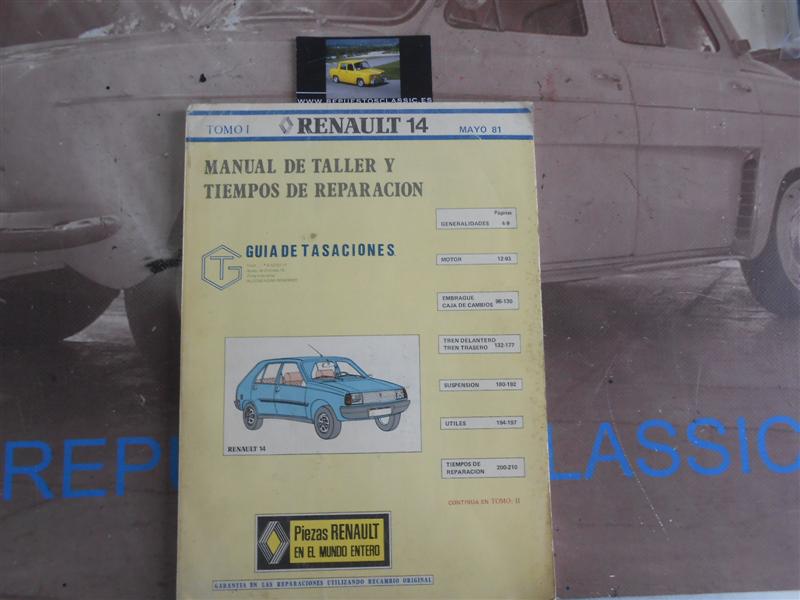 WWW.REPUESTOSCLASSIC.ES
TOMO I
RENAULT 14
MAYO 81
MANUAL DE TALLER Y
TIEMPOS DE REPARACION
GUIA DE TASACIONES
Páginas
GENERALIDADES 4-9
MOTOR 12-93
EMBRAGUE
CAJA DE CAMBIOS 96-130
TREN DELANTERO
TREN TRASERO 132-177
SUSPENSION 180-192
UTILES 194-197
TIEMPOS DE
REPARACION 200-210
CONTINUA EN TOMO: II
RENAULT 14
Piezas RENAULT
EN EL MUNDO ENTERO
GARANTIA EN LAS REPARACIONES UTILIZANDO RECAMBIO ORIGINAL
REPU
CLASSIC